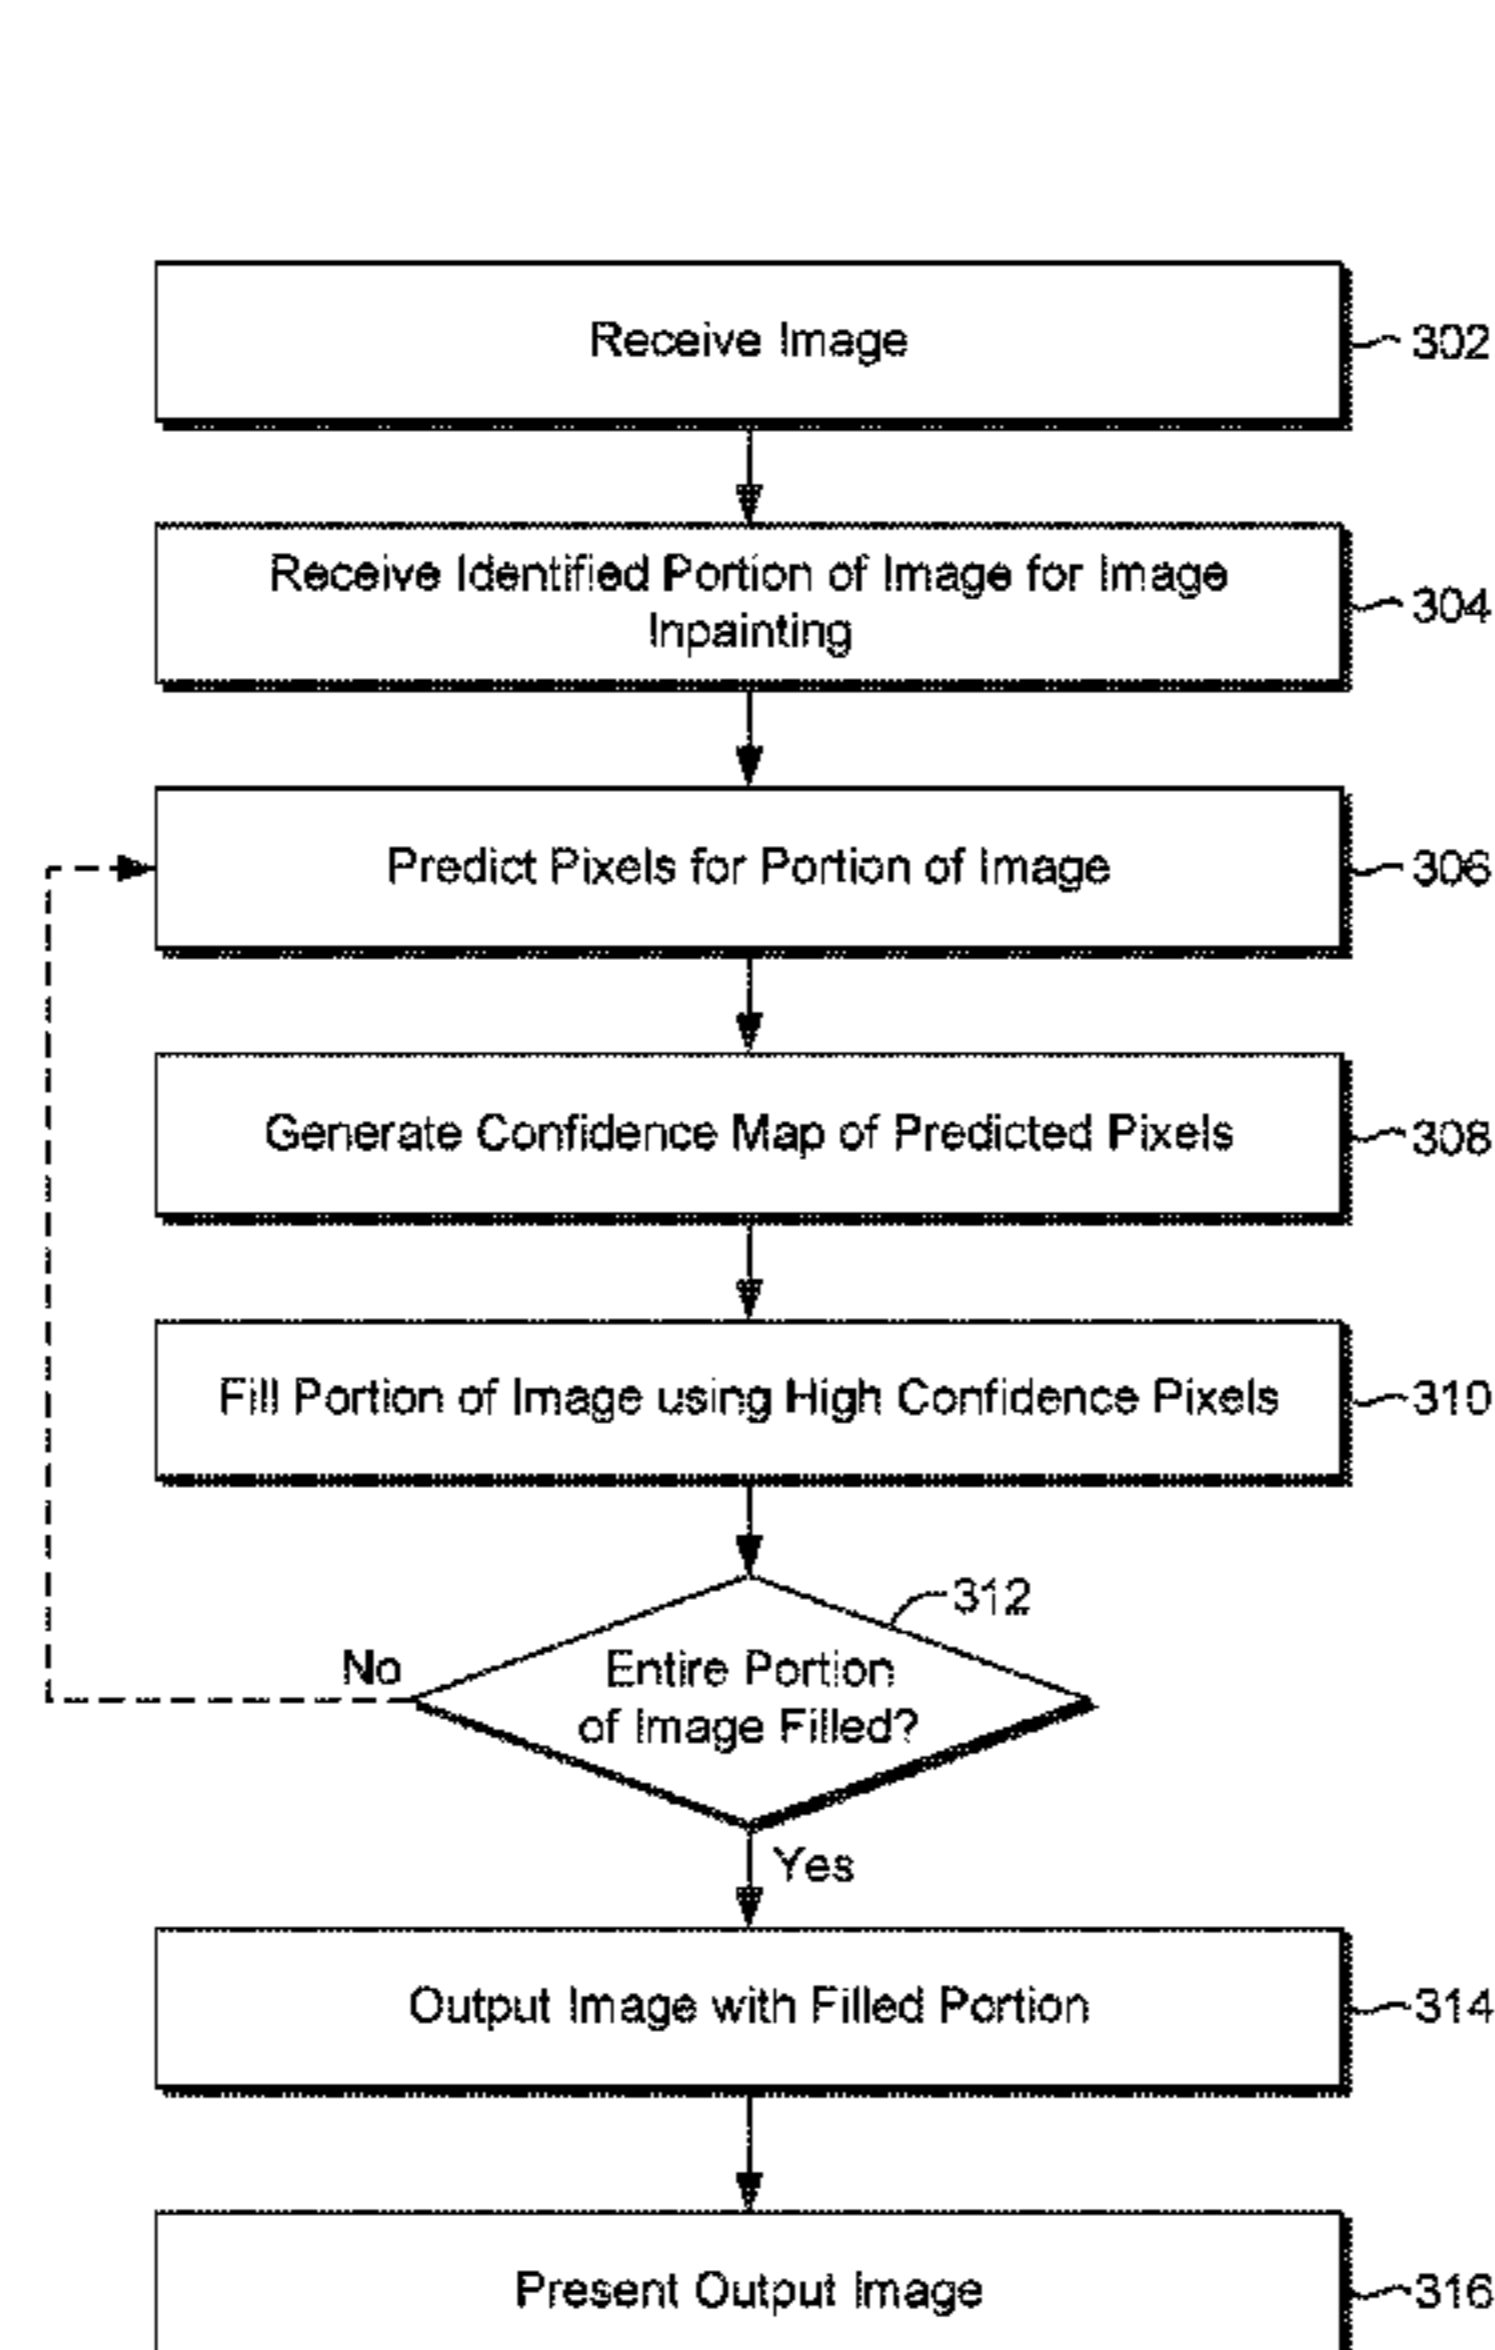 Receive Image
302
Receive Identified Portion of Image for Image
Inpainting
304
Predict Pixels for Portion of Image
306
Generate Confidence Map of Predicted Pixels
308
Fill Portion of Image using High Confidence Pixels
310
312
No
Entire Portion
of Image Filled?
Yes
Output Image with Filled Portion
314
Present Output Image
316